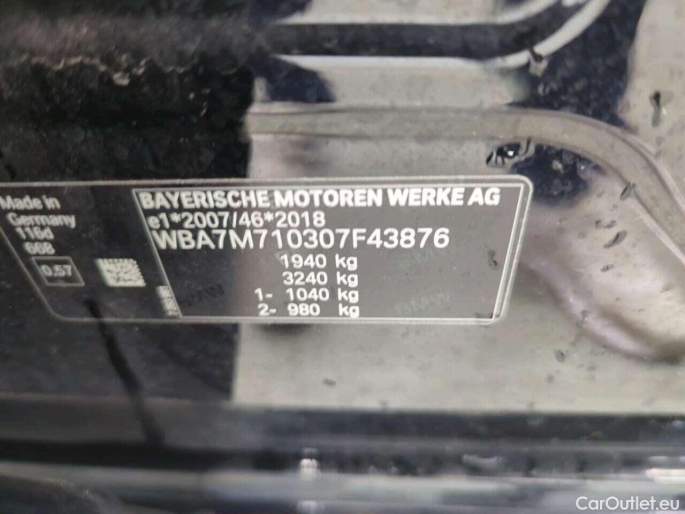 Made in
Germany
116d
668
0.57
BAYERISCHE MOTOREN WERKE AG
e1*2007/46*2018
WBA7M710307F43876
1940 kg
3240 kg
1- 1040 kg
2- 980 kg
CarOutlet.eu